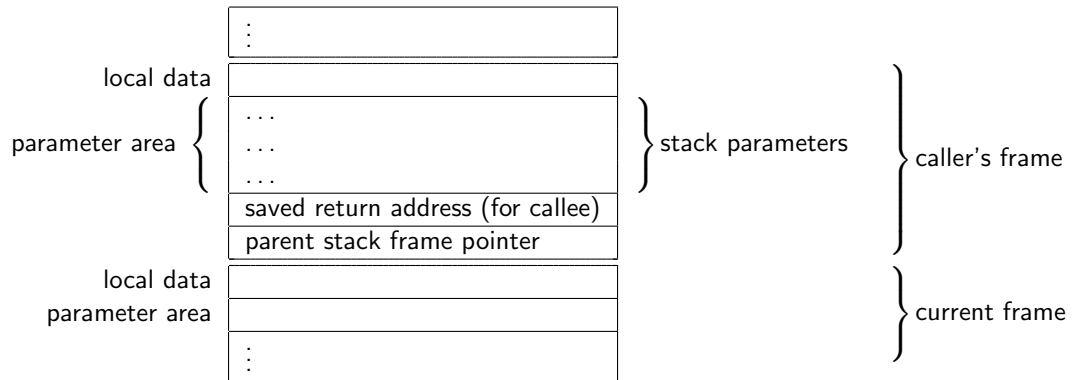 ⋮
local data
parameter area
. . .
. . .
. . .
stack parameters
caller's frame
saved return address (for callee)
parent stack frame pointer
local data
parameter area
current frame
⋮